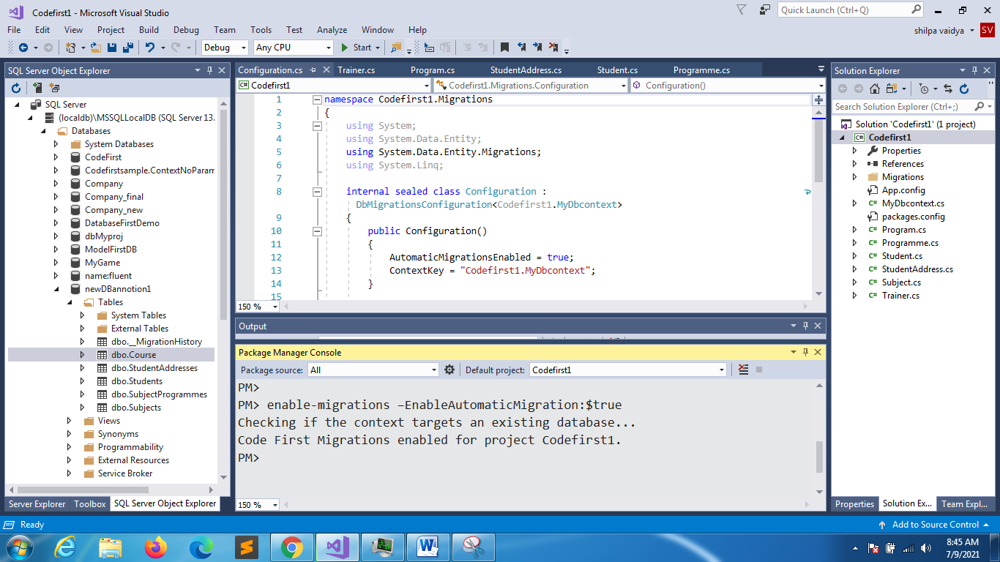 Codefirst1 - Microsoft Visual Studio
Quick Launch (Ctrl+Q)
File Edit View Project Build Debug Team Tools Test Analyze Window Help
shilpa vaidya SV
Debug Any CPU Start
SQL Server Object Explorer
SQL Server
(localdb)\MSSQLLocalDB (SQL Server 13.
Databases
System Databases
CodeFirst
Codefirstsample.ContextNoParam
Company
Company_final
Company_new
DatabaseFirstDemo
dbMyproj
ModelFirstDB
MyGame
name:fluent
newDBannotion1
Tables
System Tables
External Tables
dbo.__MigrationHistory
dbo.Course
dbo.StudentAddresses
dbo.Students
dbo.SubjectProgrammes
dbo.Subjects
Views
Synonyms
Programmability
External Resources
Service Broker
Server Explorer Toolbox SQL Server Object Explorer
Configuration.cs Trainer.cs Program.cs StudentAddress.cs Student.cs Programme.cs
C# Codefirst1 Codefirst1.Migrations.Configuration Configuration()
1 namespace Codefirst1.Migrations
2 {
3 using System;
4 using System.Data.Entity;
5 using System.Data.Entity.Migrations;
6 using System.Linq;
7
8 internal sealed class Configuration :
DbMigrationsConfiguration<Codefirst1.MyDbcontext>
9 {
10 public Configuration()
11 {
12 AutomaticMigrationsEnabled = true;
13 ContextKey = "Codefirst1.MyDbcontext";
14 }
15
150 %
Output
Package Manager Console
Package source: All Default project: Codefirst1
PM>
PM> enable-migrations –EnableAutomaticMigration:$true
Checking if the context targets an existing database...
Code First Migrations enabled for project Codefirst1.
PM>
150 %
Solution Explorer
Search Solution Explorer (Ctrl+;)
Solution 'Codefirst1' (1 project)
C# Codefirst1
Properties
References
Migrations
App.config
C# MyDbcontext.cs
packages.config
C# Program.cs
C# Programme.cs
C# Student.cs
C# StudentAddress.cs
C# Subject.cs
C# Trainer.cs
Properties Solution Ex... Team Expl...
Ready
Add to Source Control
8:45 AM
7/9/2021